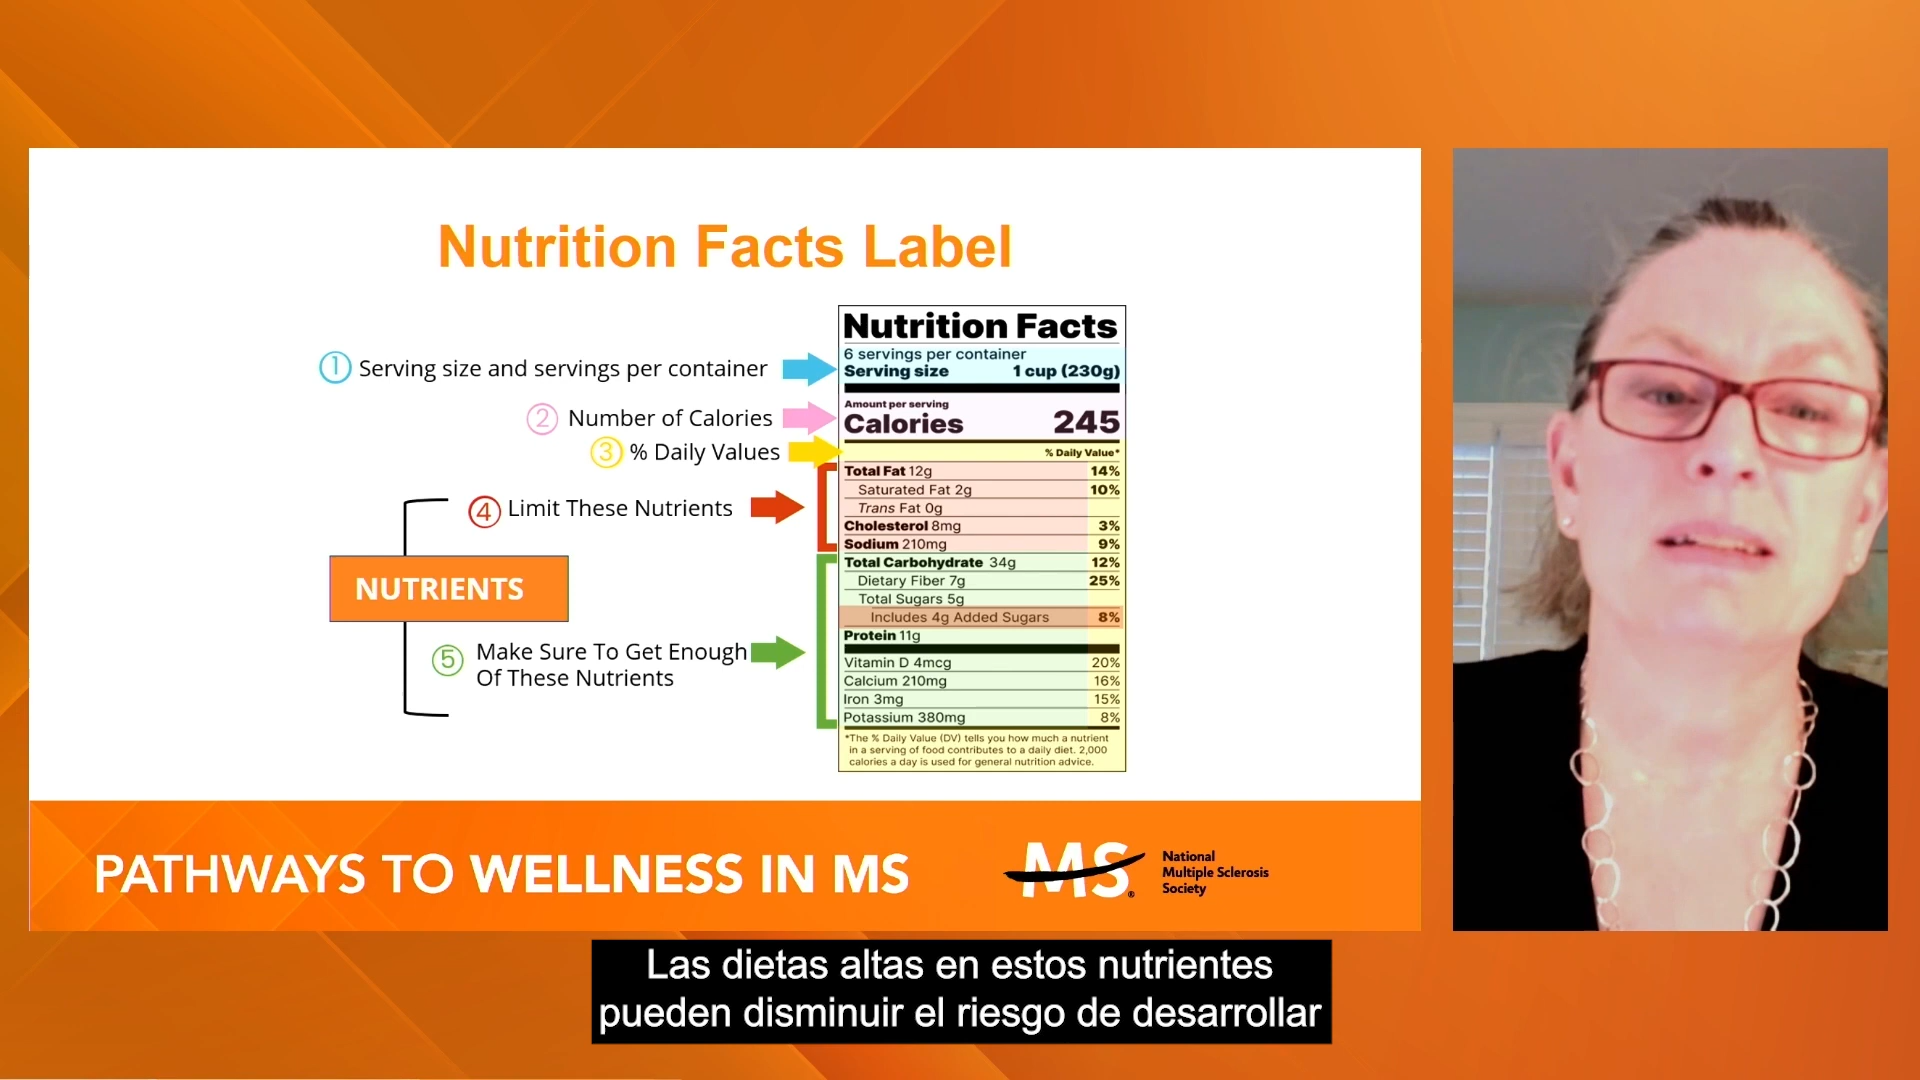 Nutrition Facts Label
1 Serving size and servings per container
2 Number of Calories
3 % Daily Values
4 Limit These Nutrients
NUTRIENTS
5 Make Sure To Get Enough
Of These Nutrients
Nutrition Facts
6 servings per container
Serving size 1 cup (230g)
Amount per serving
Calories 245
% Daily Value*
Total Fat 12g 14%
Saturated Fat 2g 10%
Trans Fat 0g
Cholesterol 8mg 3%
Sodium 210mg 9%
Total Carbohydrate 34g 12%
Dietary Fiber 7g 25%
Total Sugars 5g
Includes 4g Added Sugars 8%
Protein 11g
Vitamin D 4mcg 20%
Calcium 210mg 16%
Iron 3mg 15%
Potassium 380mg 8%
*The % Daily Value (DV) tells you how much a nutrient
in a serving of food contributes to a daily diet. 2,000
calories a day is used for general nutrition advice.
PATHWAYS TO WELLNESS IN MS
MS®
National
Multiple Sclerosis
Society
Las dietas altas en estos nutrientes
pueden disminuir el riesgo de desarrollar